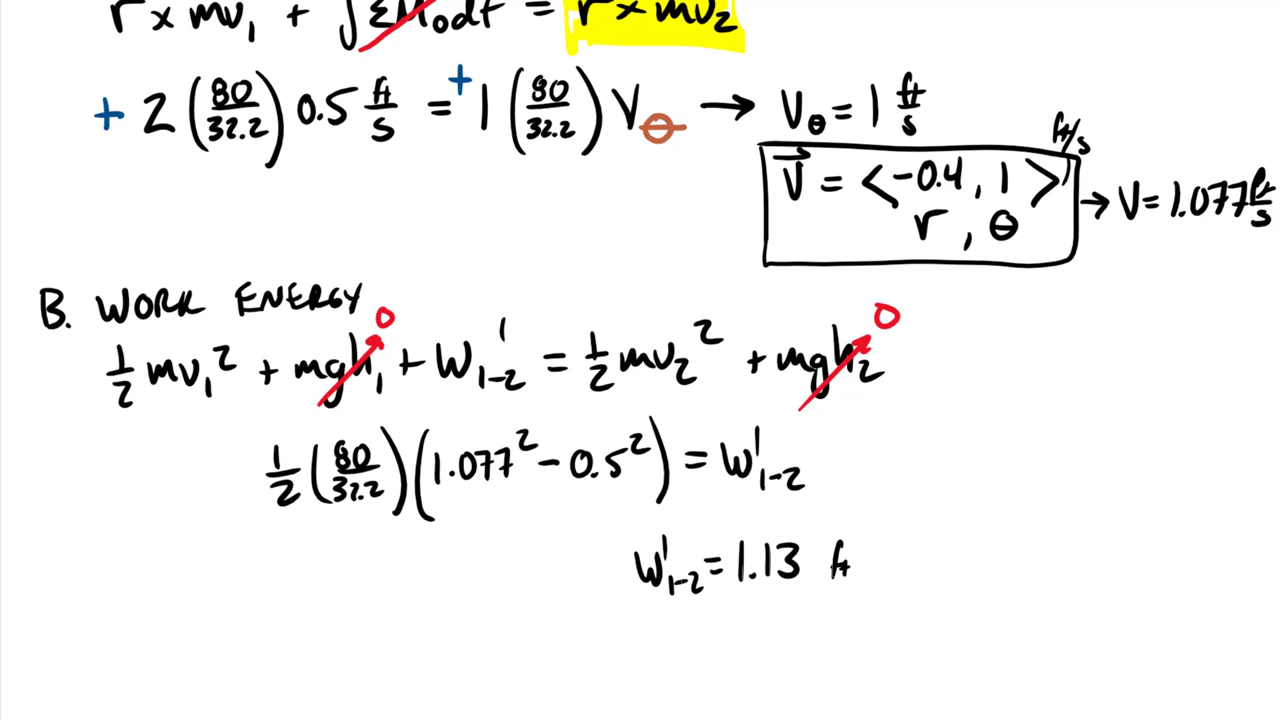 r x mv₁ + ∫ΣM₀dt = r x mv₂
+ 2 (80/32.2) 0.5 ft/s = + 1 (80/32.2) Vθ → Vθ = 1 ft/s
V⃗ = <-0.4, 1> ft/s → V = 1.077 ft/s
r, θ
B. WORK ENERGY
½ mv₁² + mgh₁ 0 + W'₁₋₂ = ½ mv₂² + mgh₂ 0
½ (80/32.2) (1.077² - 0.5²) = W'₁₋₂
W'₁₋₂ = 1.13 ft